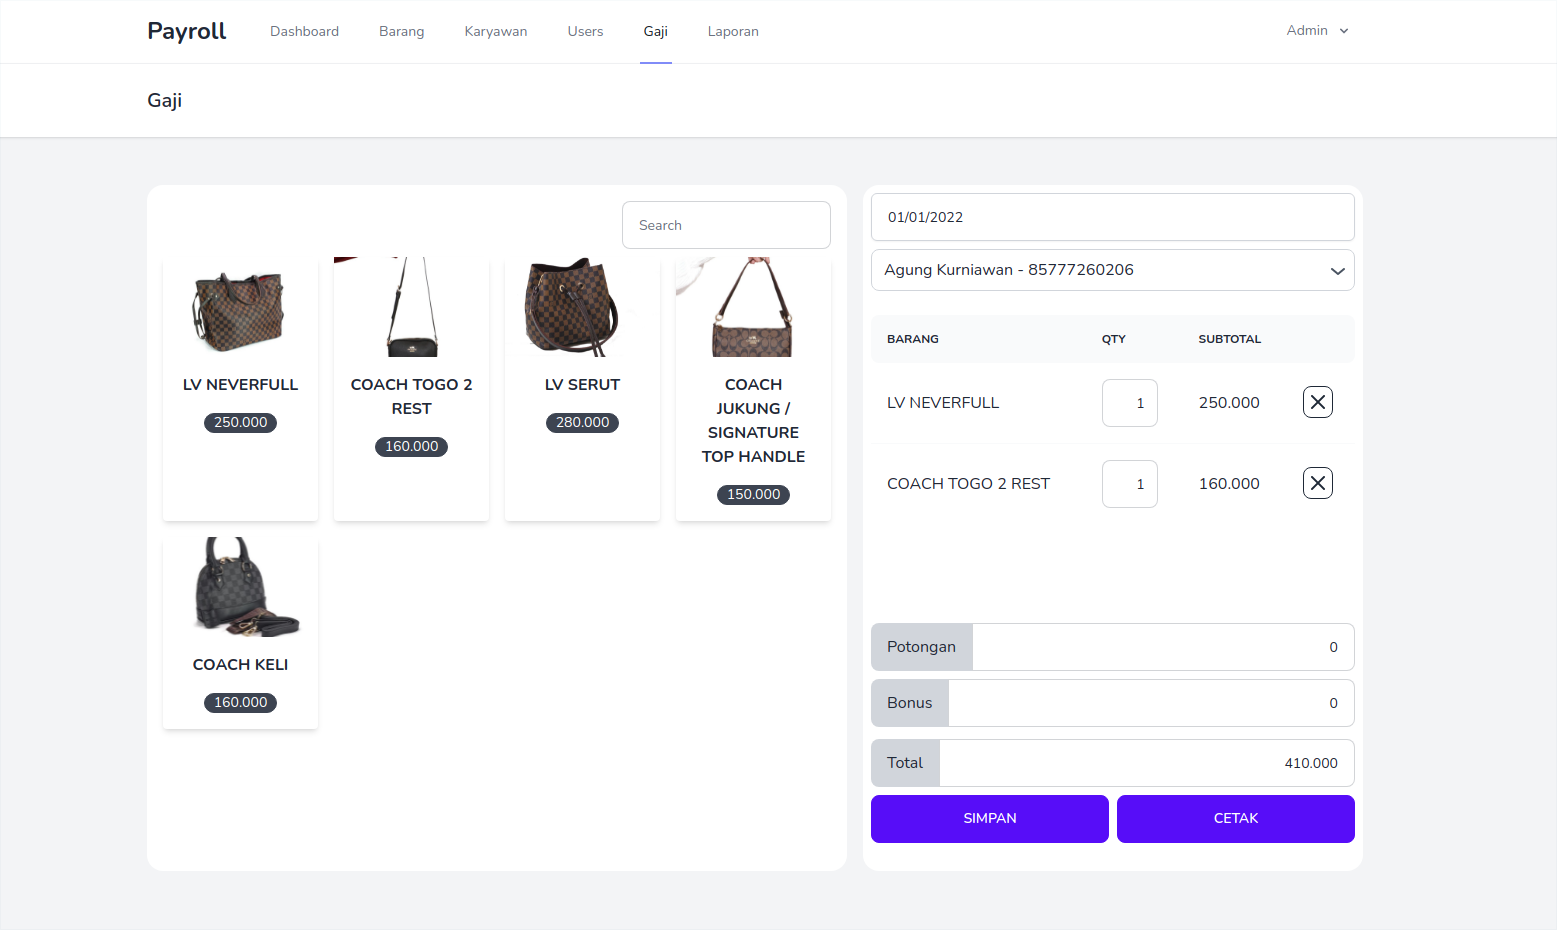 Payroll Dashboard Barang Karyawan Users Gaji Laporan Admin
Gaji
Search
LV NEVERFULL
250.000
COACH TOGO 2
REST
160.000
LV SERUT
280.000
COACH
JUKUNG /
SIGNATURE
TOP HANDLE
150.000
COACH KELI
160.000
01/01/2022
Agung Kurniawan - 85777260206
BARANG QTY SUBTOTAL
LV NEVERFULL 1 250.000
COACH TOGO 2 REST 1 160.000
Potongan 0
Bonus 0
Total 410.000
SIMPAN CETAK